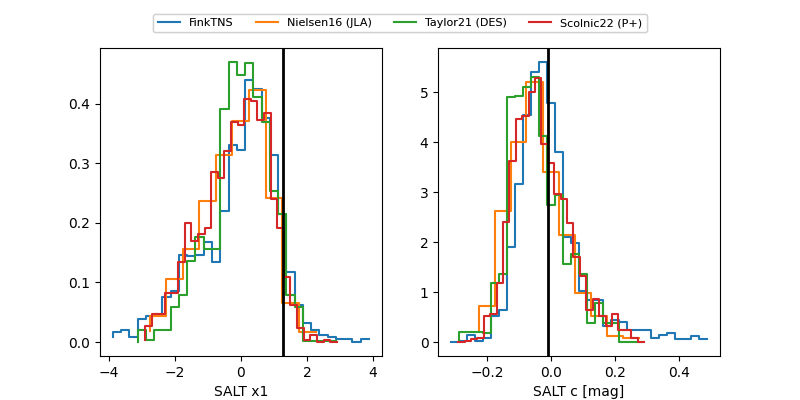 FinkTNS Nielsen16 (JLA) Taylor21 (DES) Scolnic22 (P+)
0.4
0.3
0.2
0.1
0.0
−4 −2 0 2 4
SALT x1
5
4
3
2
1
0
−0.2 0.0 0.2 0.4
SALT c [mag]